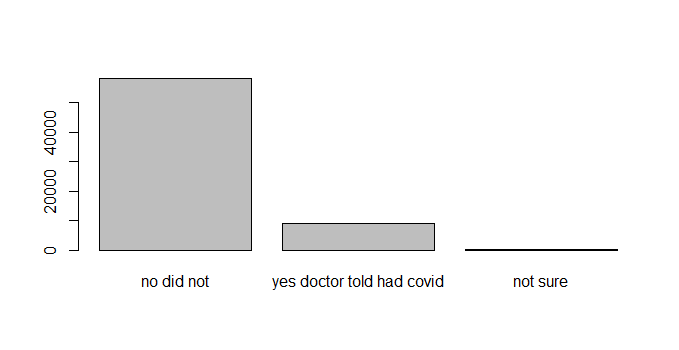 40000
20000
0
no did not
yes doctor told had covid
not sure